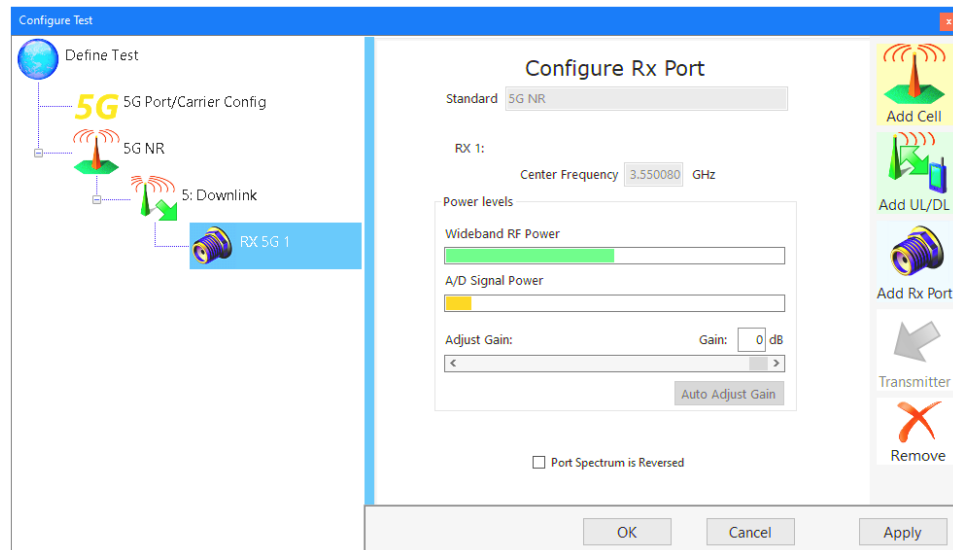 Configure Test
x
Define Test
5G 5G Port/Carrier Config
5G NR
5: Downlink
RX 5G 1
Configure Rx Port
Standard 5G NR
RX 1:
Center Frequency 3.550080 GHz
Power levels
Wideband RF Power
A/D Signal Power
Adjust Gain: Gain: 0 dB
< >
Auto Adjust Gain
Port Spectrum is Reversed
OK Cancel Apply
Add Cell
Add UL/DL
Add Rx Port
Transmitter
Remove